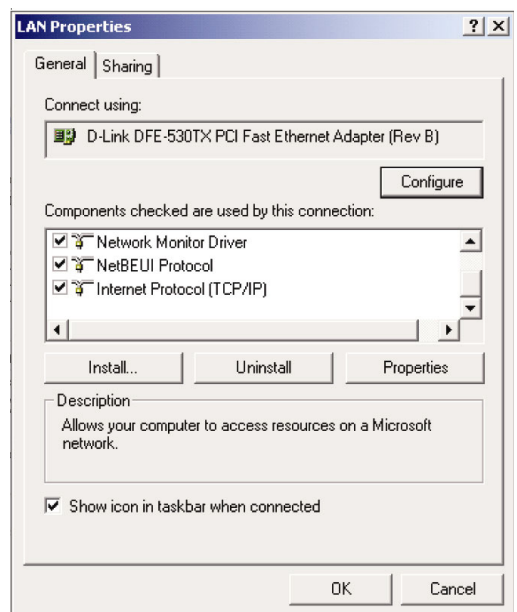 LAN Properties
General
Sharing
Connect using:
D-Link DFE-530TX PCI Fast Ethernet Adapter (Rev B)
Configure
Components checked are used by this connection:
Network Monitor Driver
NetBEUI Protocol
Internet Protocol (TCP/IP)
Install...
Uninstall
Properties
Description
Allows your computer to access resources on a Microsoft
network.
Show icon in taskbar when connected
OK
Cancel